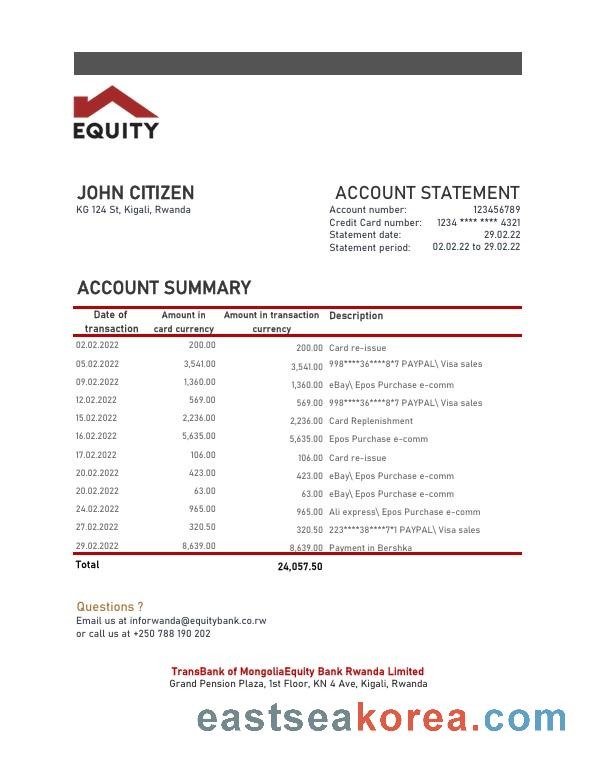 EQUITY
JOHN CITIZEN
KG 124 St, Kigali, Rwanda
ACCOUNT STATEMENT
Account number: 123456789
Credit Card number: 1234 **** **** 4321
Statement date: 29.02.22
Statement period: 02.02.22 to 29.02.22
ACCOUNT SUMMARY
Date of transaction Amount in card currency Amount in transaction currency Description
02.02.2022 200.00 200.00 Card re-issue
05.02.2022 3,541.00 3,541.00 998****36****8*7 PAYPAL\ Visa sales
09.02.2022 1,360.00 1,360.00 eBay\ Epos Purchase e-comm
12.02.2022 569.00 569.00 998****36****8*7 PAYPAL\ Visa sales
15.02.2022 2,236.00 2,236.00 Card Replenishment
16.02.2022 5,635.00 5,635.00 Epos Purchase e-comm
17.02.2022 106.00 106.00 Card re-issue
20.02.2022 423.00 423.00 eBay\ Epos Purchase e-comm
20.02.2022 63.00 63.00 eBay\ Epos Purchase e-comm
24.02.2022 965.00 965.00 Ali express\ Epos Purchase e-comm
27.02.2022 320.50 320.50 223****38****7*1 PAYPAL\ Visa sales
29.02.2022 8,639.00 8,639.00 Payment in Bershka
Total 24,057.50
Questions ?
Email us at inforwanda@equitybank.co.rw
or call us at +250 788 190 202
TransBank of MongoliaEquity Bank Rwanda Limited
Grand Pension Plaza, 1st Floor, KN 4 Ave, Kigali, Rwanda
eastseakorea.com